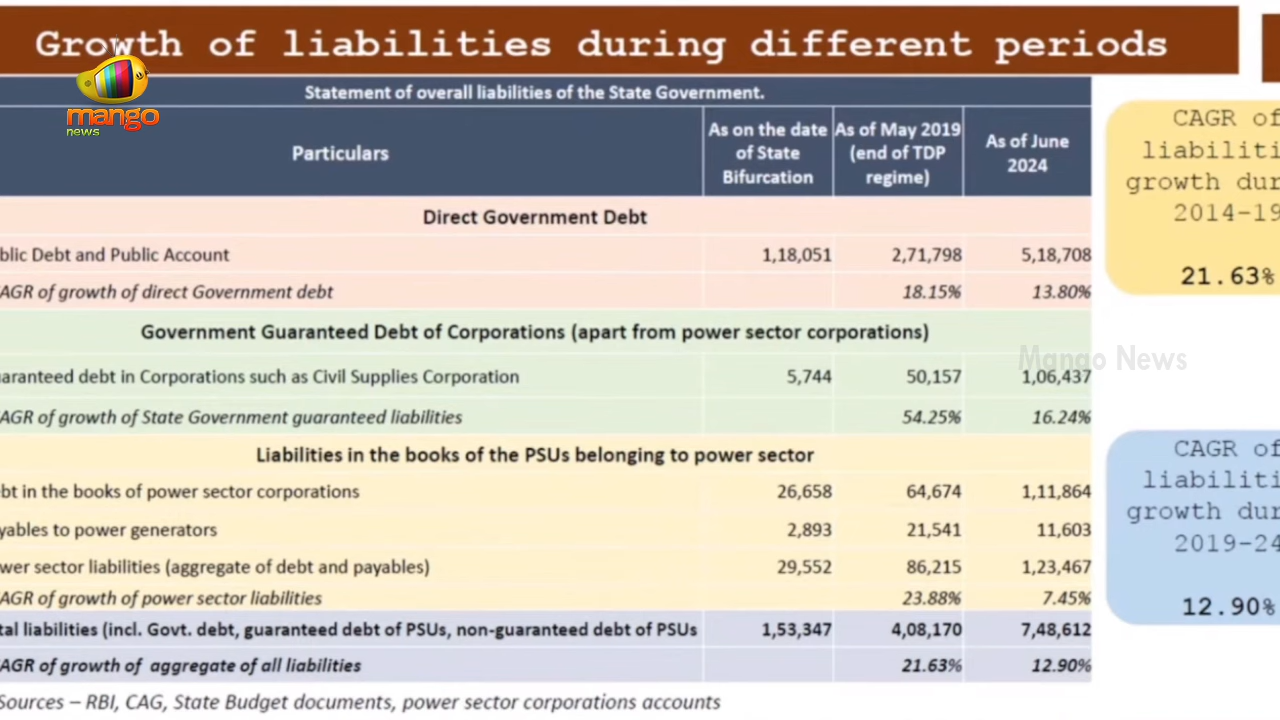 Growth of liabilities during different periods
mango
news
Statement of overall liabilities of the State Government.
Particulars
As on the date of State Bifurcation
As of May 2019 (end of TDP regime)
As of June 2024
Direct Government Debt
blic Debt and Public Account 1,18,051 2,71,798 5,18,708
AGR of growth of direct Government debt 18.15% 13.80%
Government Guaranteed Debt of Corporations (apart from power sector corporations)
aranteed debt in Corporations such as Civil Supplies Corporation 5,744 50,157 1,06,437
AGR of growth of State Government guaranteed liabilities 54.25% 16.24%
Liabilities in the books of the PSUs belonging to power sector
bt in the books of power sector corporations 26,658 64,674 1,11,864
yables to power generators 2,893 21,541 11,603
wer sector liabilities (aggregate of debt and payables) 29,552 86,215 1,23,467
AGR of growth of power sector liabilities 23.88% 7.45%
tal liabilities (incl. Govt. debt, guaranteed debt of PSUs, non-guaranteed debt of PSUs 1,53,347 4,08,170 7,48,612
AGR of growth of aggregate of all liabilities 21.63% 12.90%
Sources – RBI, CAG, State Budget documents, power sector corporations accounts
CAGR of
liabiliti
growth dur
2014-19
21.63%
Mango News
CAGR of
liabiliti
growth dur
2019-24
12.90%